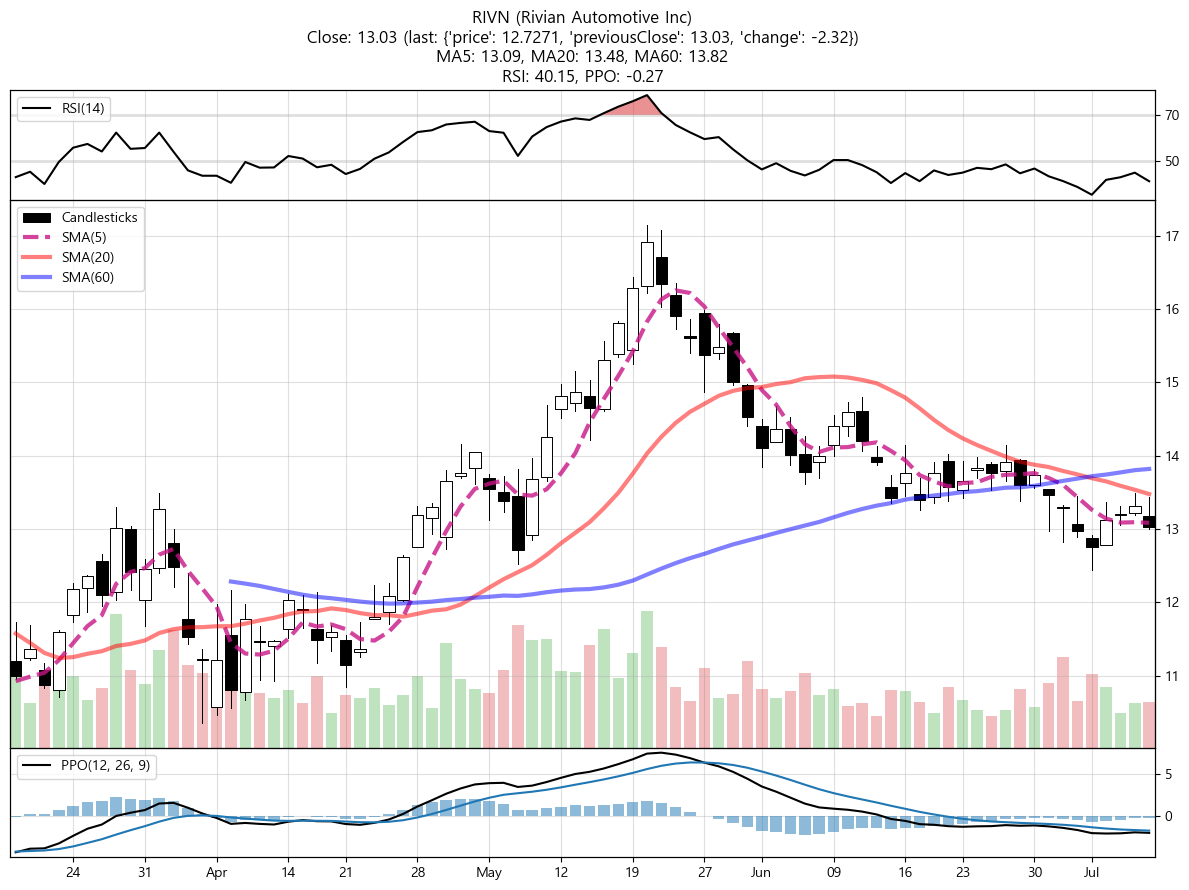 RIVN (Rivian Automotive Inc)
Close: 13.03 (last: {'price': 12.7271, 'previousClose': 13.03, 'change': -2.32})
MA5: 13.09, MA20: 13.48, MA60: 13.82
RSI: 40.15, PPO: -0.27
RSI(14)
70
50
Candlesticks
SMA(5)
SMA(20)
SMA(60)
17
16
15
14
13
12
11
PPO(12, 26, 9)
5
0
24 31 Apr 14 21 28 May 12 19 27 Jun 09 16 23 30 Jul